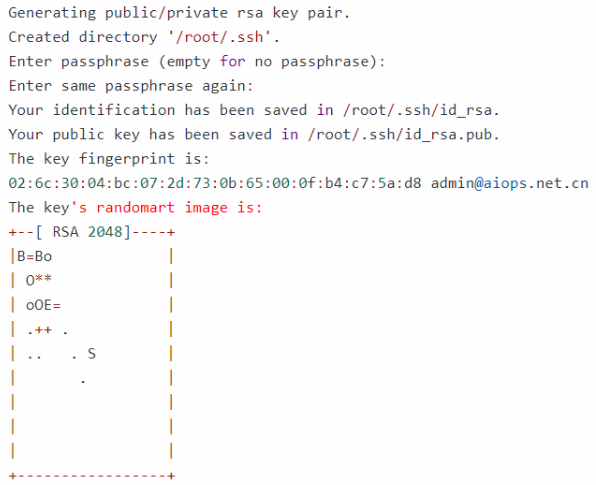 Generating public/private rsa key pair.
Created directory '/root/.ssh'.
Enter passphrase (empty for no passphrase):
Enter same passphrase again:
Your identification has been saved in /root/.ssh/id_rsa.
Your public key has been saved in /root/.ssh/id_rsa.pub.
The key fingerprint is:
02:6c:30:04:bc:07:2d:73:0b:65:00:0f:b4:c7:5a:d8 admin@aiops.net.cn
The key's randomart image is:
+--[ RSA 2048]----+
|B=Bo             |
| O**             |
| oOE=            |
| .++ .           |
| ..   . S        |
|       .         |
|                 |
|                 |
|                 |
+-----------------+